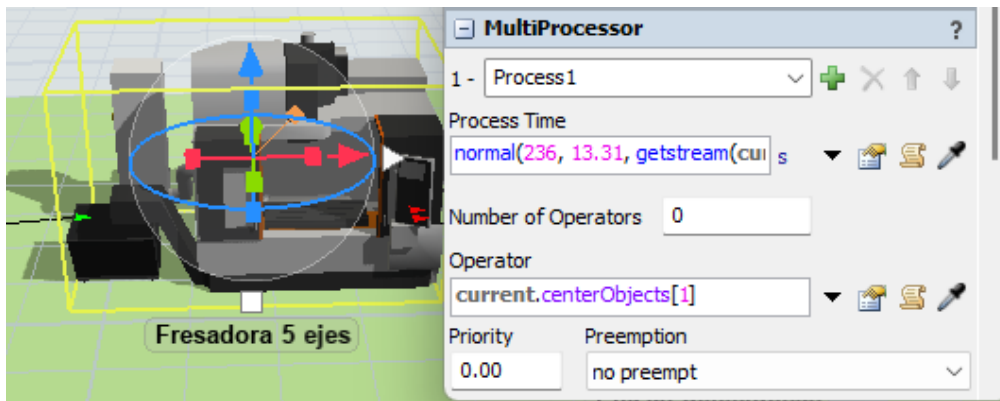 MultiProcessor ?
1 - Process1
Process Time
normal(236, 13.31, getstream( s
Number of Operators 0
Operator
current.centerObjects[1]
Priority Preemption
0.00 no preempt
Fresadora 5 ejes